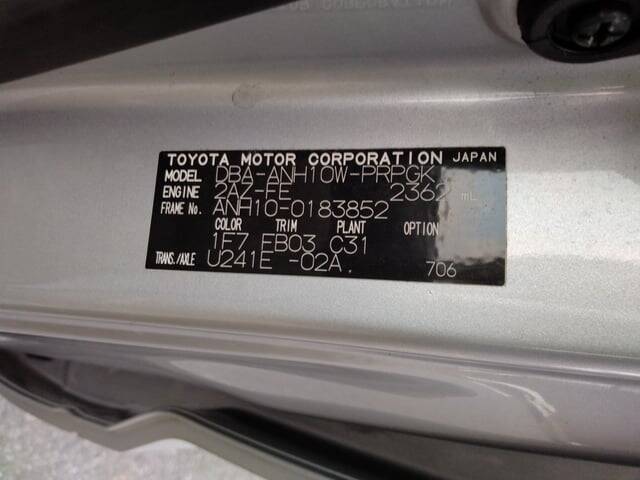 TOYOTA MOTOR CORPORATION JAPAN
MODEL DBA-ANH10W-PRPGK
ENGINE 2AZ-FE 2362 mL
FRAME No. ANH10-0183852
COLOR TRIM PLANT OPTION
1F7 FB03 C31
TRANS./AXLE U241E -02A.
706